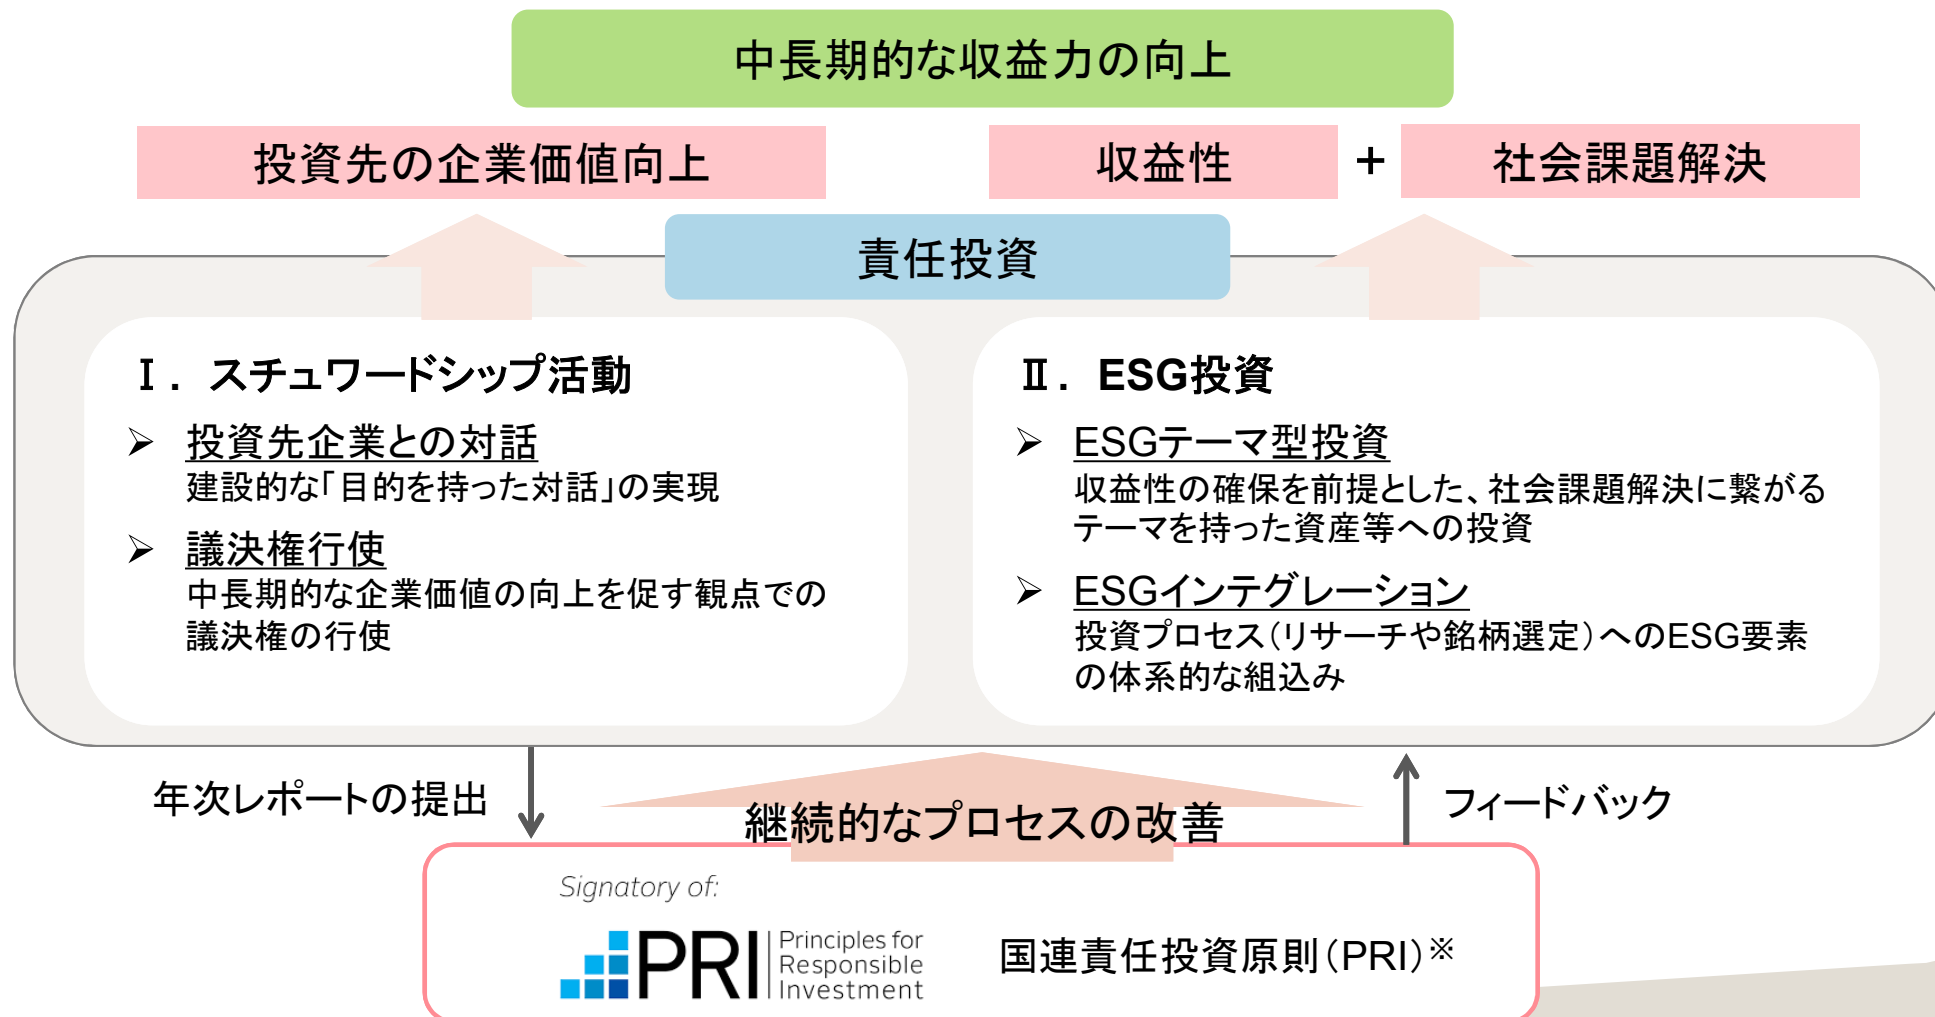 中長期的な収益力の向上
投資先の企業価値向上
収益性
+
社会課題解決
責任投資
Ⅰ. スチュワードシップ活動
➢ 投資先企業との対話
建設的な「目的を持った対話」の実現
➢ 議決権行使
中長期的な企業価値の向上を促す観点での
議決権の行使
Ⅱ. ESG投資
➢ ESGテーマ型投資
収益性の確保を前提とした、社会課題解決に繋がる
テーマを持った資産等への投資
➢ ESGインテグレーション
投資プロセス(リサーチや銘柄選定)へのESG要素
の体系的な組込み
年次レポートの提出
継続的なプロセスの改善
フィードバック
Signatory of:
PRI
Principles for
Responsible
Investment
国連責任投資原則(PRI)※